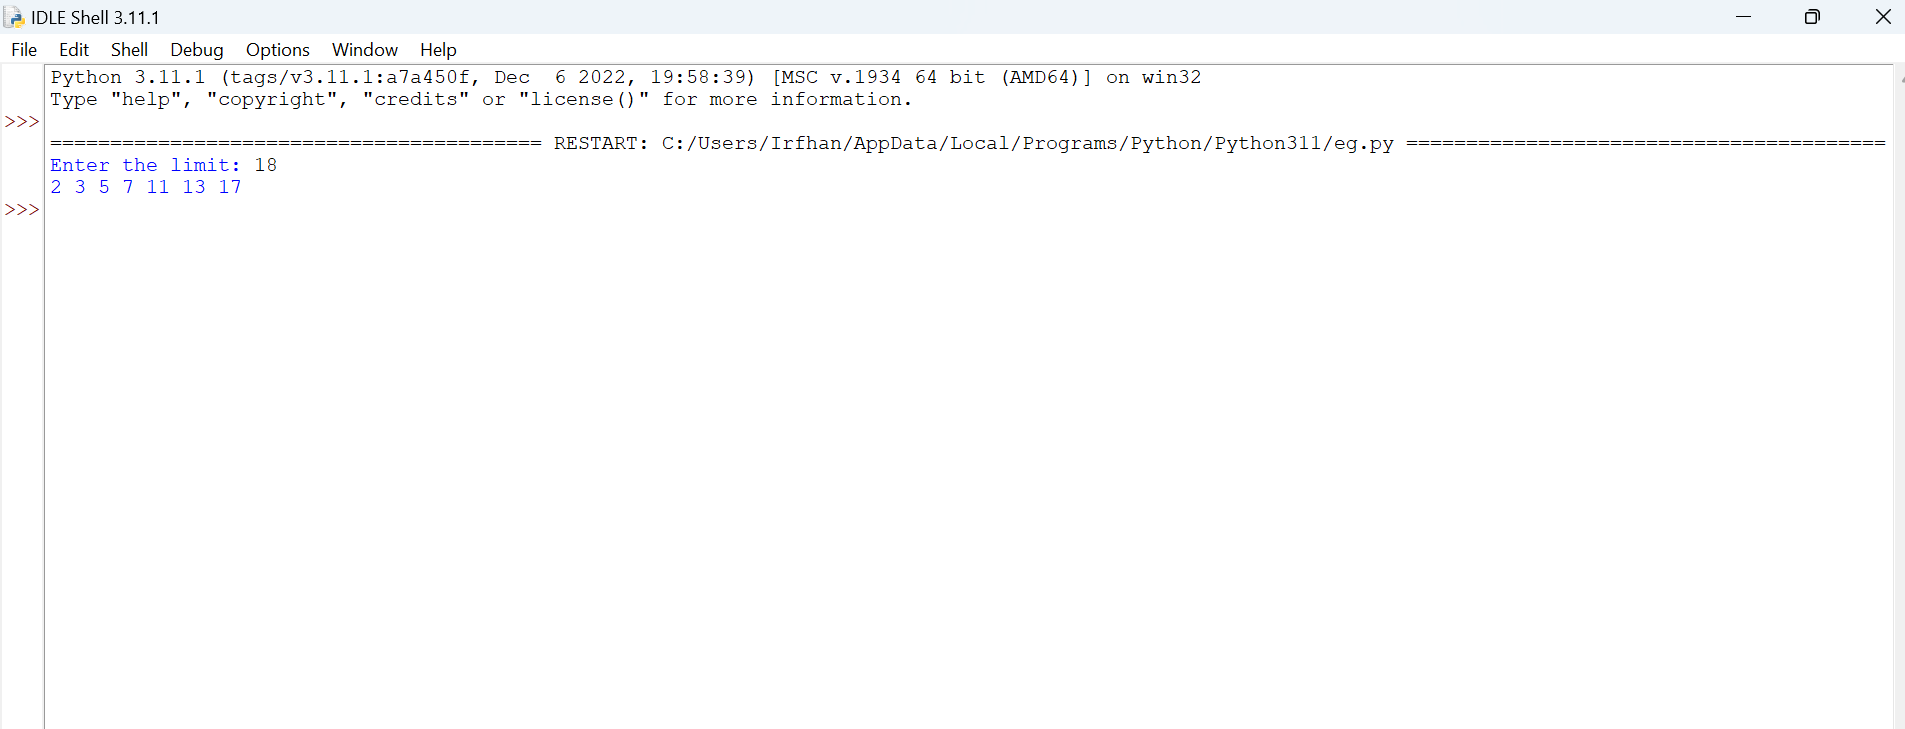 IDLE Shell 3.11.1
File Edit Shell Debug Options Window Help
Python 3.11.1 (tags/v3.11.1:a7a450f, Dec  6 2022, 19:58:39) [MSC v.1934 64 bit (AMD64)] on win32
Type "help", "copyright", "credits" or "license()" for more information.
>>>
========================================= RESTART: C:/Users/Irfhan/AppData/Local/Programs/Python/Python311/eg.py ========================================
Enter the limit: 18
2 3 5 7 11 13 17
>>>